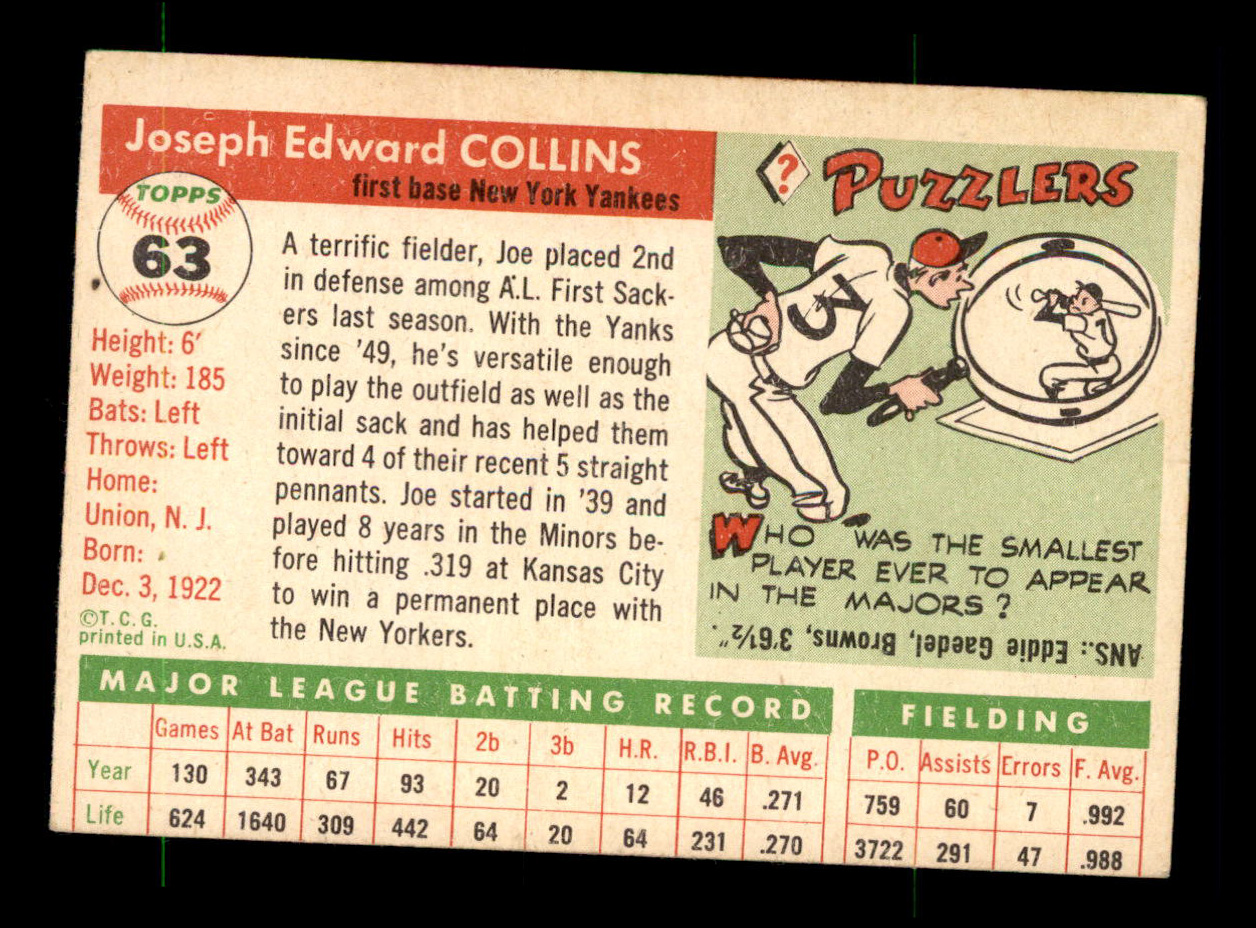 Joseph Edward COLLINS
first base New York Yankees
TOPPS
63
Height: 6'
Weight: 185
Bats: Left
Throws: Left
Home:
Union, N. J.
Born:
Dec. 3, 1922
©T. C. G.
printed in U.S.A.
A terrific fielder, Joe placed 2nd
in defense among A.L. First Sack-
ers last season. With the Yanks
since '49, he's versatile enough
to play the outfield as well as the
initial sack and has helped them
toward 4 of their recent 5 straight
pennants. Joe started in '39 and
played 8 years in the Minors be-
fore hitting .319 at Kansas City
to win a permanent place with
the New Yorkers.
? PUZZLERS
3
7
WHO WAS THE SMALLEST
PLAYER EVER TO APPEAR
IN THE MAJORS?
ANS.: Eddie Gaedel, Browns, 3'6½".
MAJOR LEAGUE BATTING RECORD
Games At Bat Runs Hits 2b 3b H.R. R.B.I. B. Avg.
Year 130 343 67 93 20 2 12 46 .271
Life 624 1640 309 442 64 20 64 231 .270
FIELDING
P.O. Assists Errors F. Avg.
759 60 7 .992
3722 291 47 .988